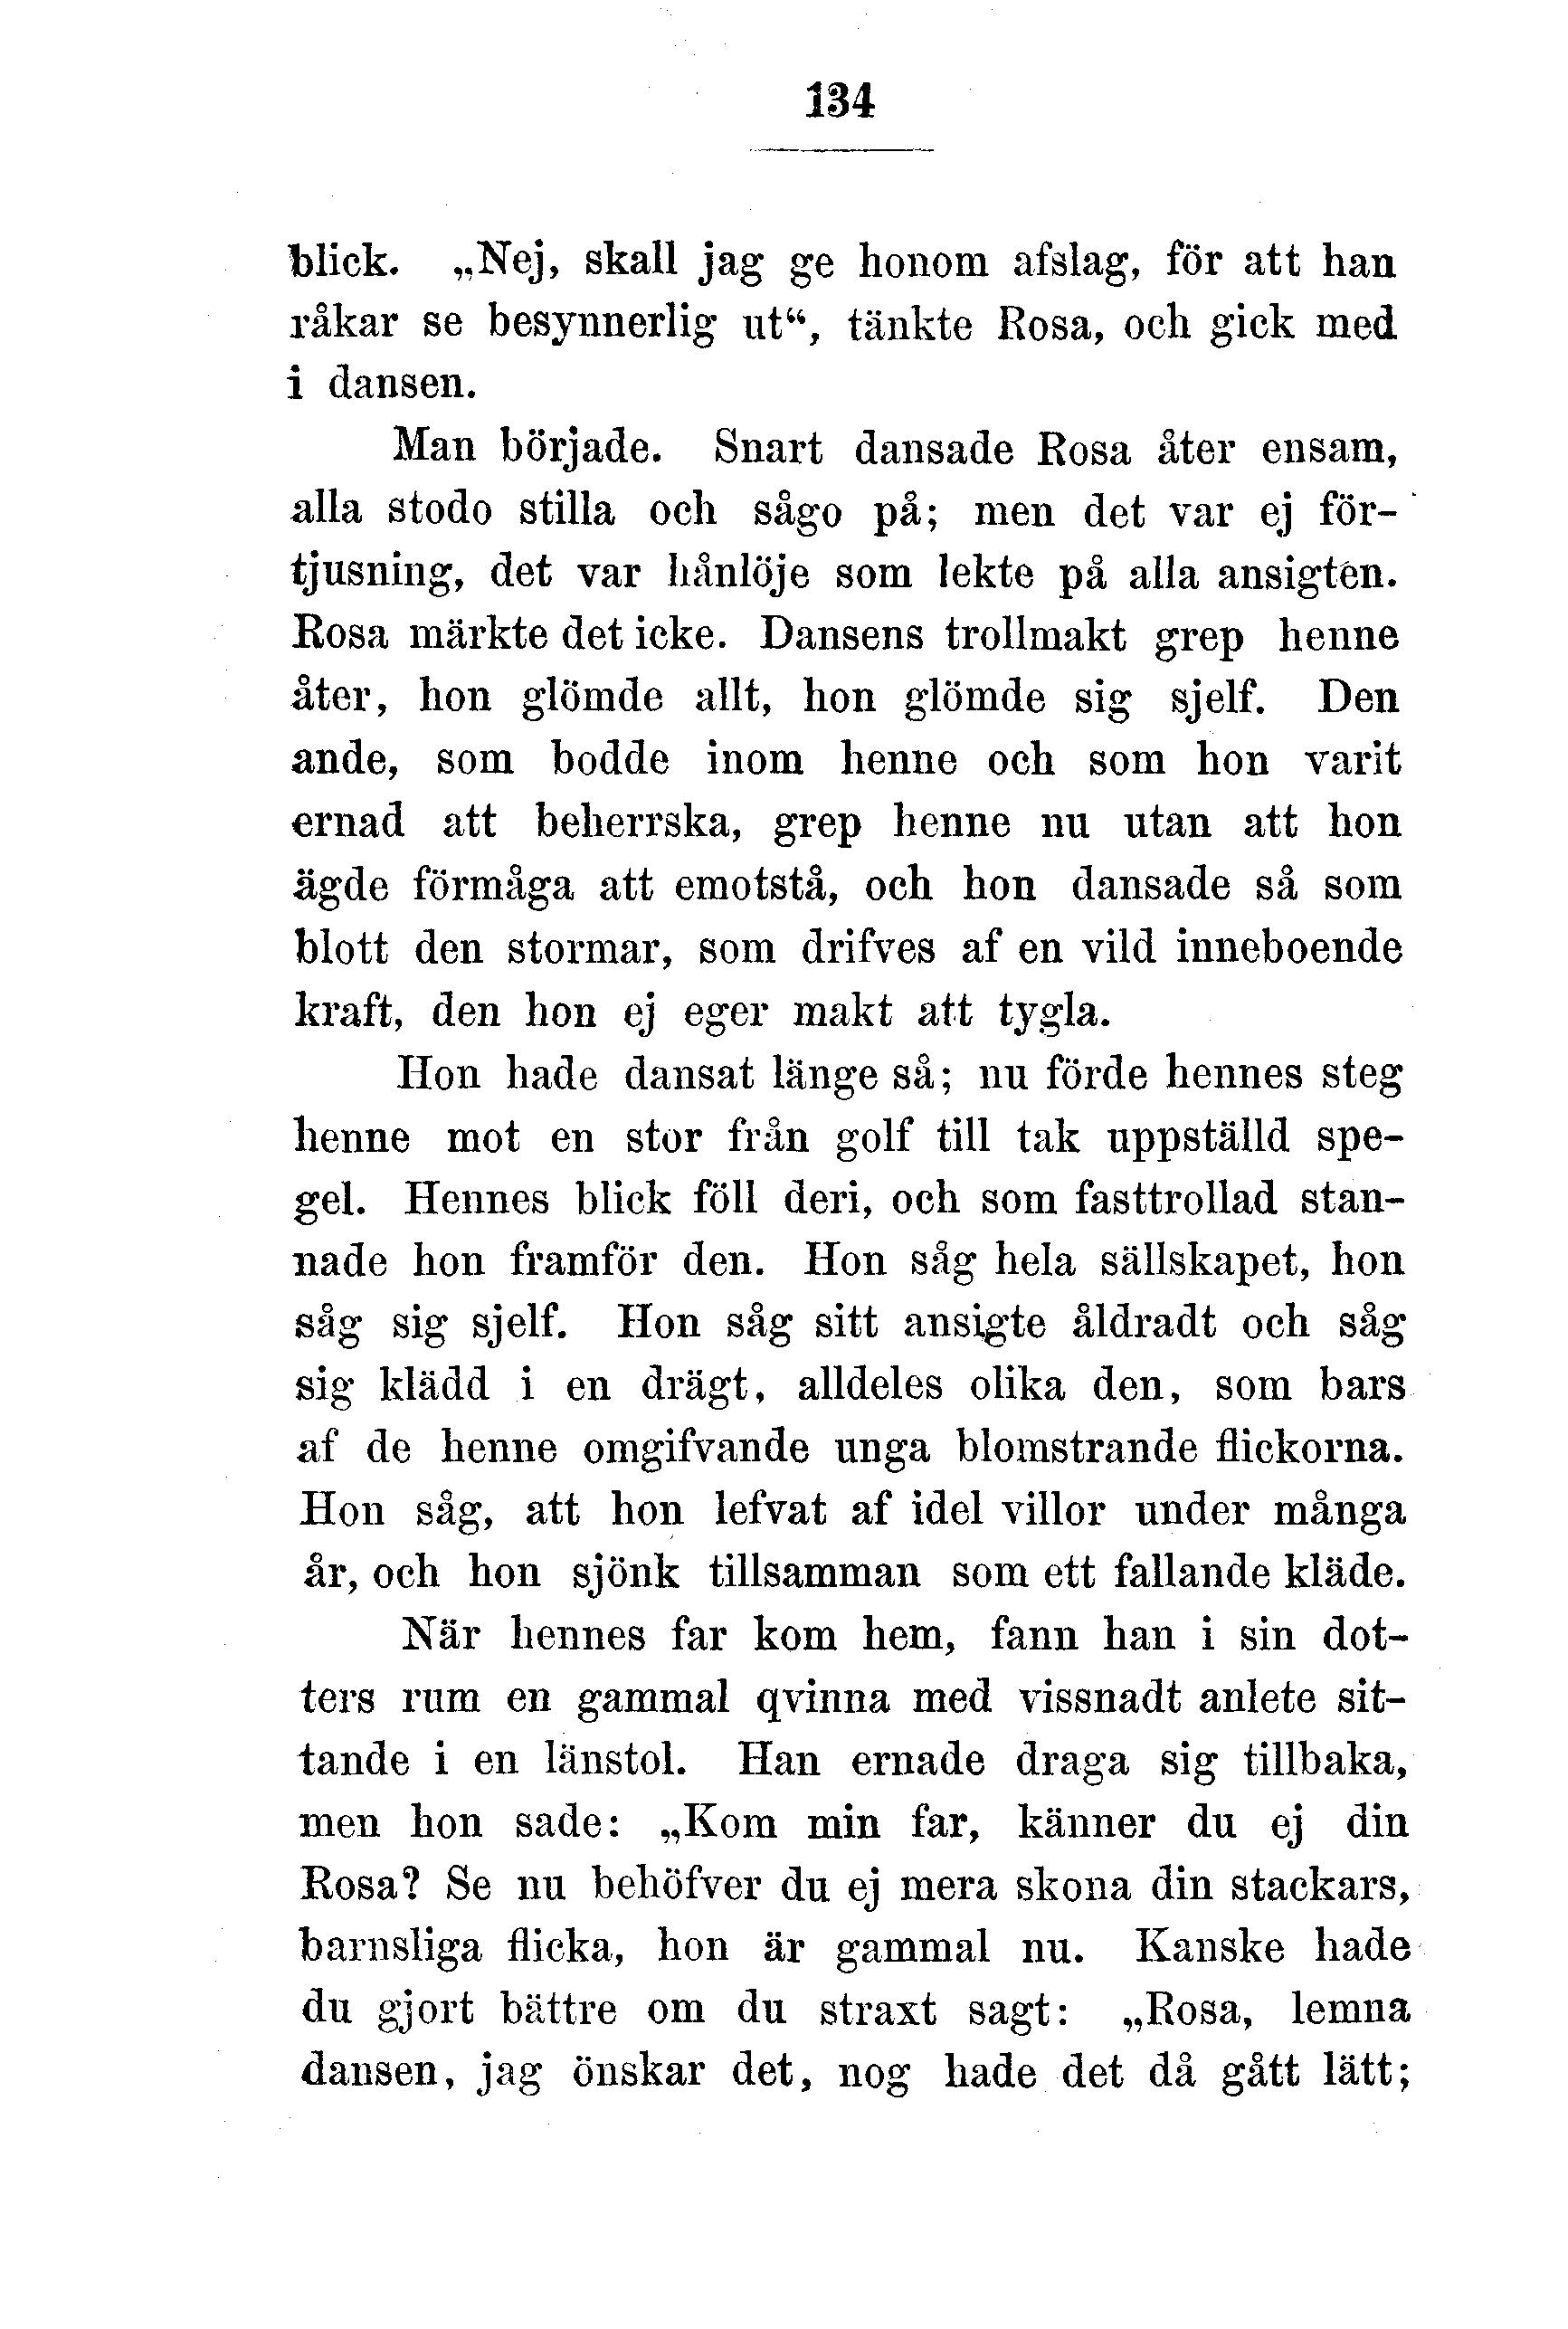 134
blick. „Nej, skall jag ge honom afslag, för att han
råkar se besynnerlig ut“, tänkte Rosa, och gick med
i dansen.
Man började. Snart dansade Rosa åter ensam,
alla stodo stilla och sågo på; men det var ej för-
tjusning, det var hånlöje som lekte på alla ansigten.
Rosa märkte det icke. Dansens trollmakt grep henne
åter, hon glömde allt, hon glömde sig sjelf. Den
ande, som bodde inom henne och som hon varit
ernad att beherrska, grep henne nu utan att hon
ägde förmåga att emotstå, och hon dansade så som
blott den stormar, som drifves af en vild inneboende
kraft, den hon ej eger makt att tygla.
Hon hade dansat länge så; nu förde hennes steg
henne mot en stor från golf till tak uppställd spe-
gel. Hennes blick föll deri, och som fasttrollad stan-
nade hon framför den. Hon såg hela sällskapet, hon
såg sig sjelf. Hon såg sitt ansigte åldradt och såg
sig klädd i en drägt, alldeles olika den, som bars
af de henne omgifvande unga blomstrande flickorna.
Hon såg, att hon lefvat af idel villor under många
år, och hon sjönk tillsamman som ett fallande kläde.
När hennes far kom hem, fann han i sin dot-
ters rum en gammal qvinna med vissnadt anlete sit-
tande i en länstol. Han ernade draga sig tillbaka,
men hon sade: „Kom min far, känner du ej din
Rosa? Se nu behöfver du ej mera skona din stackars,
barnsliga flicka, hon är gammal nu. Kanske hade
du gjort bättre om du straxt sagt: „Rosa, lemna
dansen, jag önskar det, nog hade det då gått lätt;